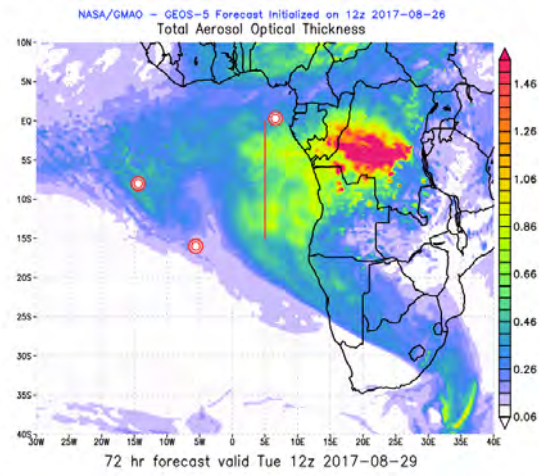 NASA/GMAO - GEOS-5 Forecast Initialized on 12z 2017-08-26
Total Aerosol Optical Thickness
10N
5N
EQ
5S
10S
15S
20S
25S
30S
35S
40S
30W 25W 20W 15W 10W 5W 0 5E 10E 15E 20E 25E 30E 35E 40E
1.46
1.26
1.06
0.86
0.66
0.46
0.26
0.06
72 hr forecast valid Tue 12z 2017-08-29